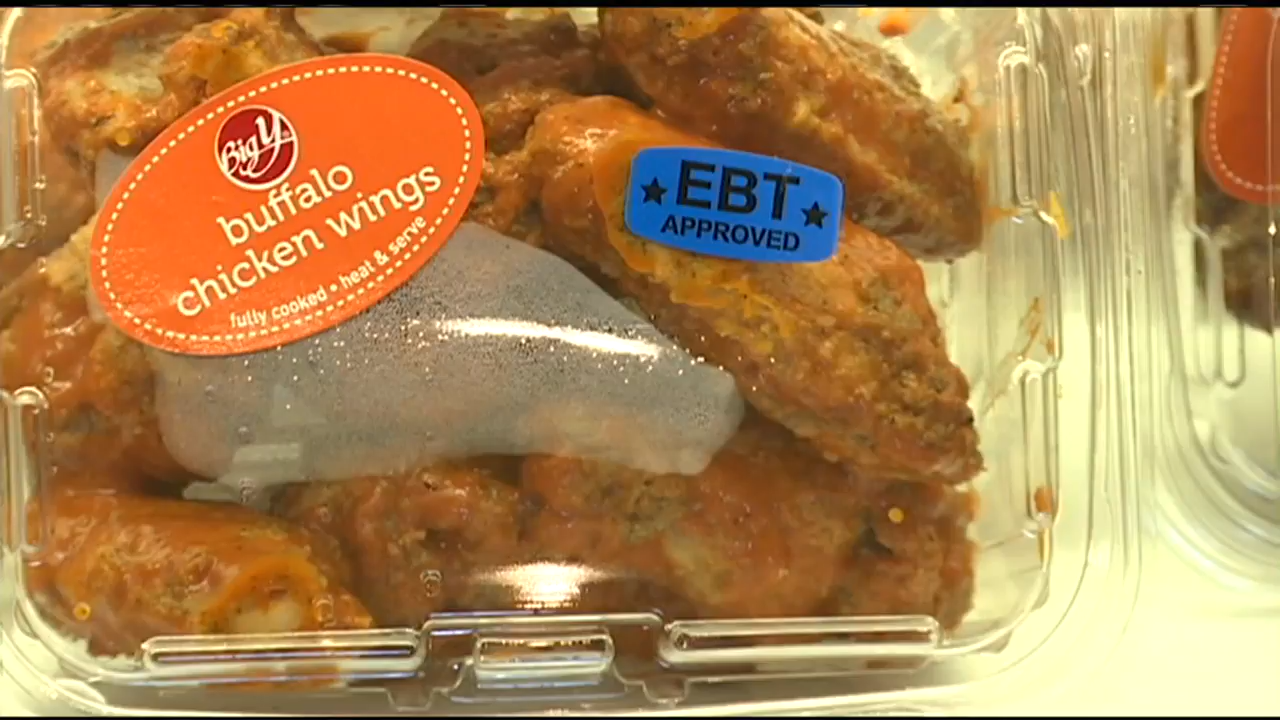 Big Y
buffalo
chicken wings
fully cooked • heat & serve
★ EBT ★
APPROVED